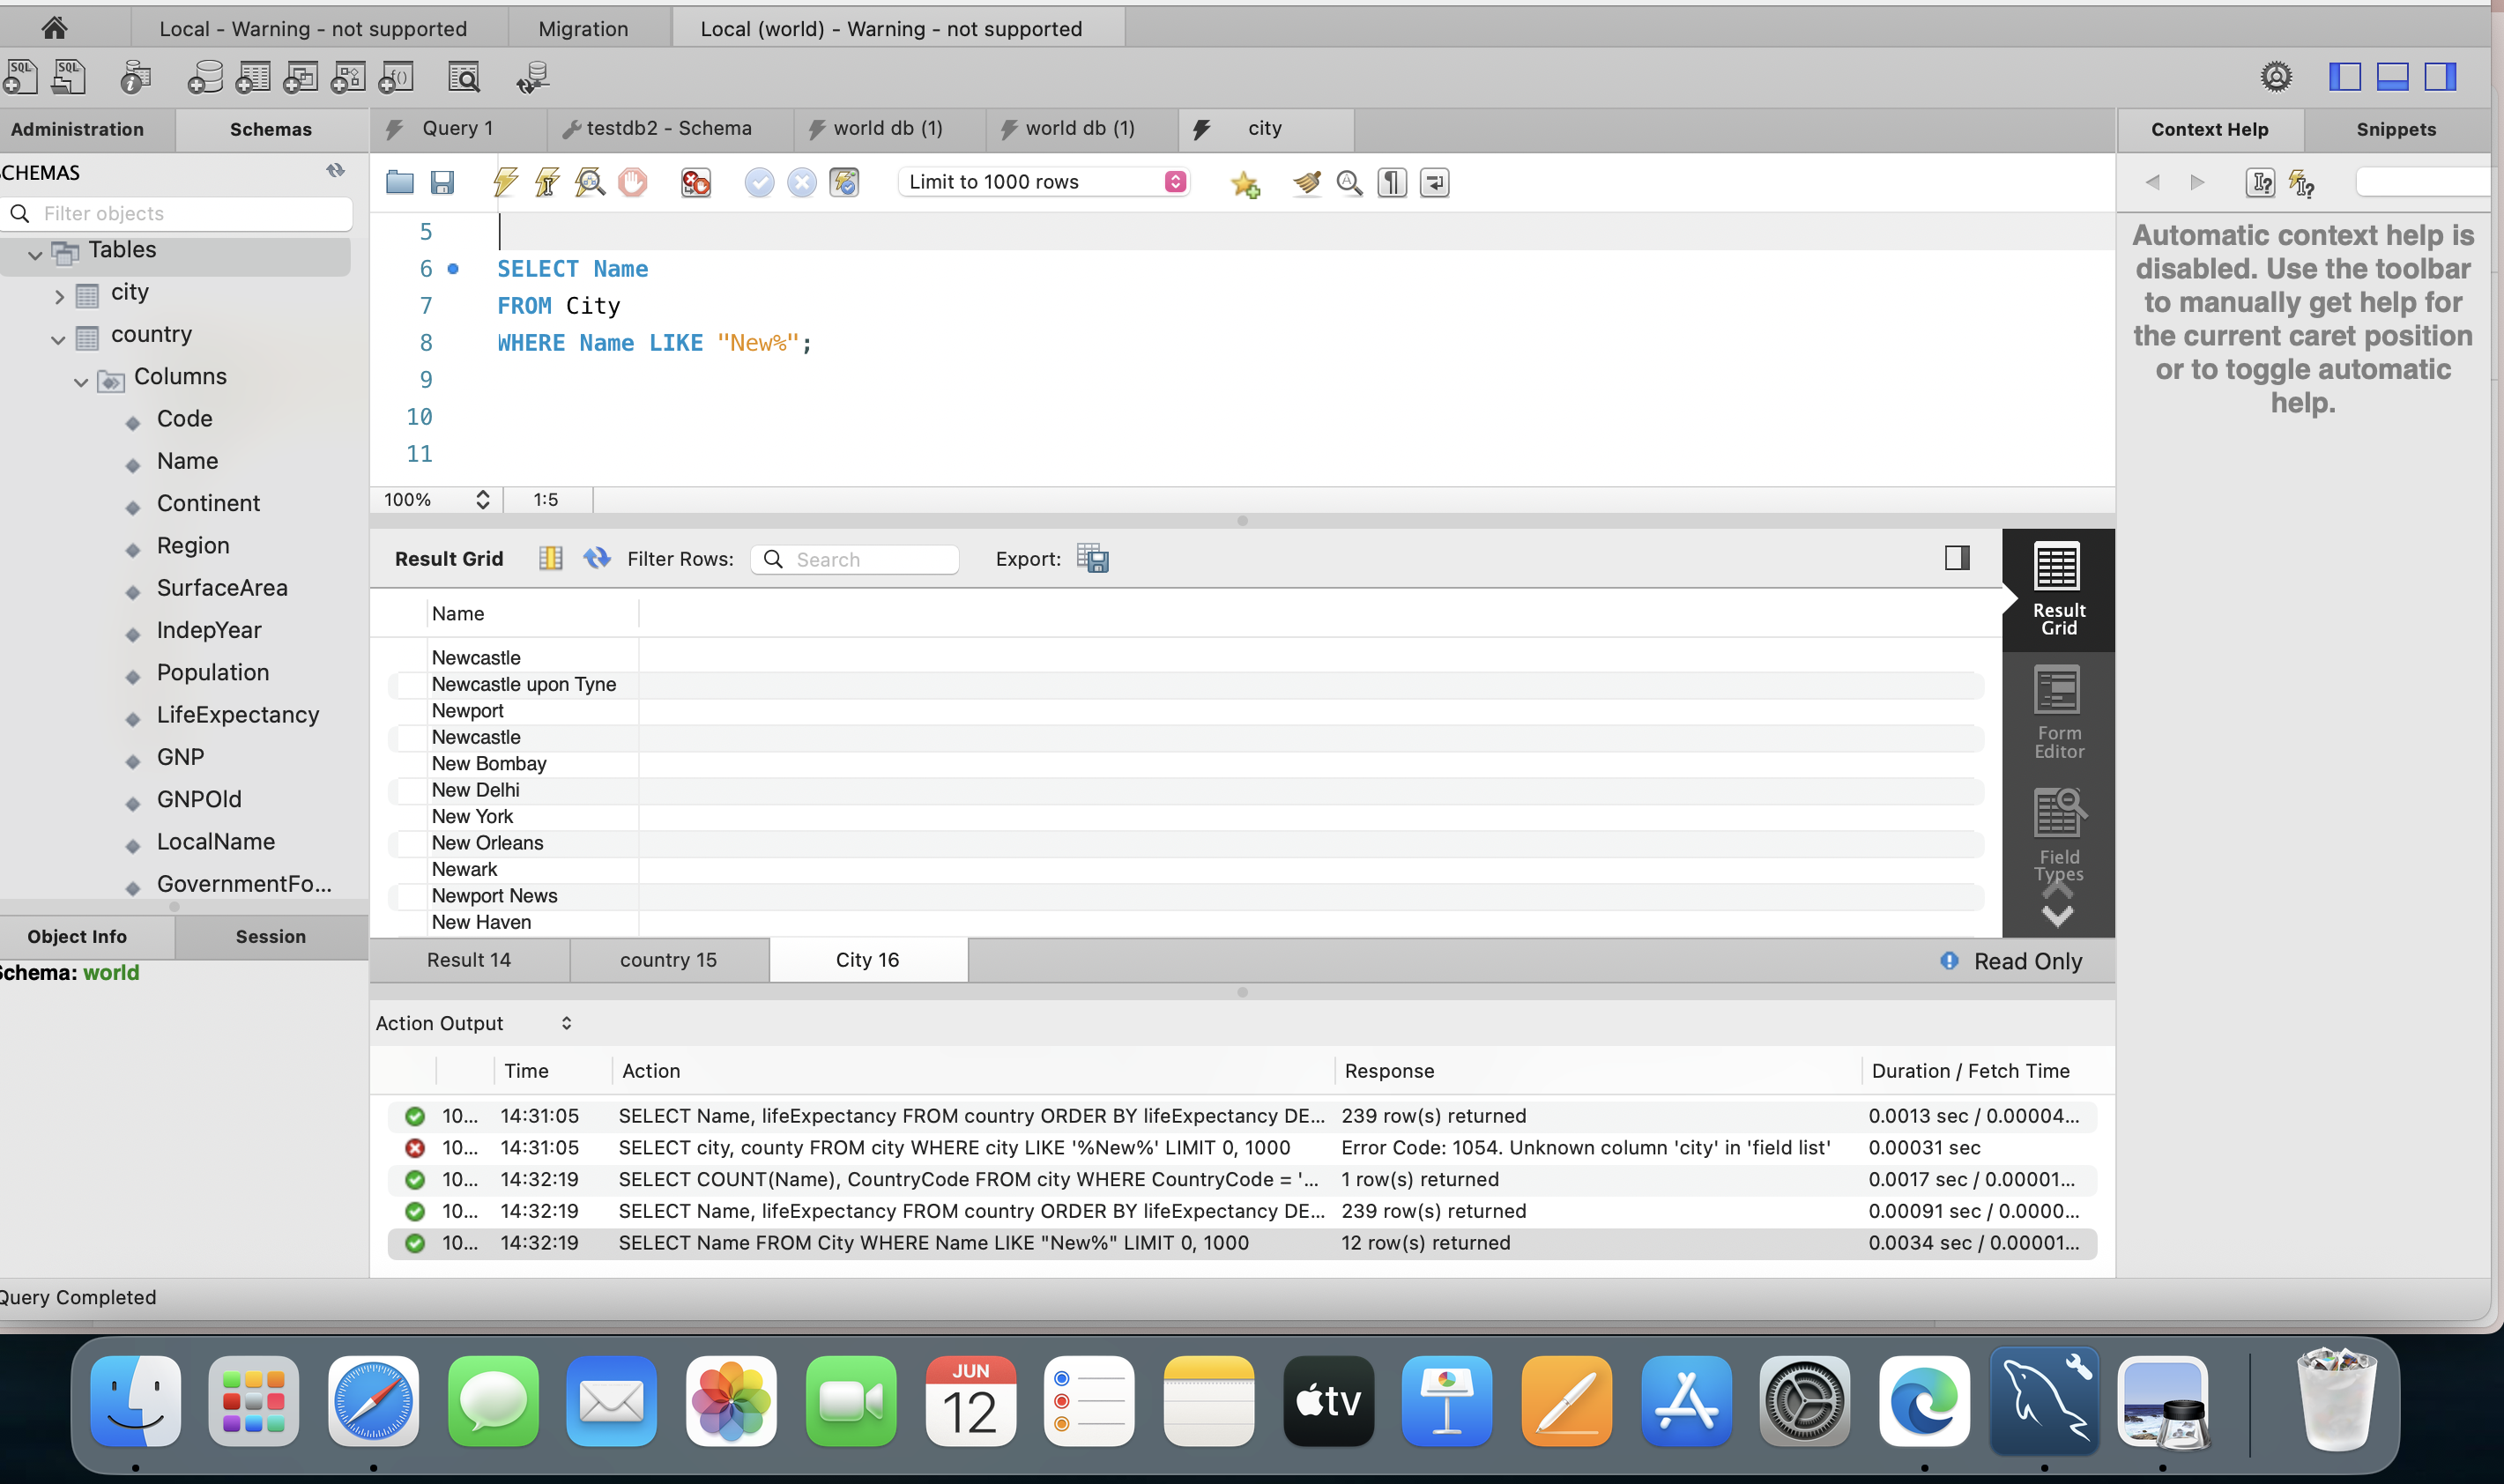 Local - Warning - not supported
Migration
Local (world) - Warning - not supported
Administration
Schemas
Query 1
testdb2 - Schema
world db (1)
world db (1)
city
Context Help
Snippets
SCHEMAS
Filter objects
Limit to 1000 rows
Tables
city
country
Columns
Code
Name
Continent
Region
SurfaceArea
IndepYear
Population
LifeExpectancy
GNP
GNPOld
LocalName
GovernmentFo...
5
6 SELECT Name
7 FROM City
8 WHERE Name LIKE "New%";
9
10
11
100%
1:5
Automatic context help is
disabled. Use the toolbar
to manually get help for
the current caret position
or to toggle automatic
help.
Result Grid
Filter Rows:
Search
Export:
Name
Newcastle
Newcastle upon Tyne
Newport
Newcastle
New Bombay
New Delhi
New York
New Orleans
Newark
Newport News
New Haven
Result
Grid
Form
Editor
Field
Types
Object Info
Session
Schema: world
Result 14
country 15
City 16
Read Only
Action Output
Time Action Response Duration / Fetch Time
10... 14:31:05 SELECT Name, lifeExpectancy FROM country ORDER BY lifeExpectancy DE... 239 row(s) returned 0.0013 sec / 0.00004...
10... 14:31:05 SELECT city, county FROM city WHERE city LIKE '%New%' LIMIT 0, 1000 Error Code: 1054. Unknown column 'city' in 'field list' 0.00031 sec
10... 14:32:19 SELECT COUNT(Name), CountryCode FROM city WHERE CountryCode = '... 1 row(s) returned 0.0017 sec / 0.00001...
10... 14:32:19 SELECT Name, lifeExpectancy FROM country ORDER BY lifeExpectancy DE... 239 row(s) returned 0.00091 sec / 0.0000...
10... 14:32:19 SELECT Name FROM City WHERE Name LIKE "New%" LIMIT 0, 1000 12 row(s) returned 0.0034 sec / 0.00001...
Query Completed
JUN
12
tv